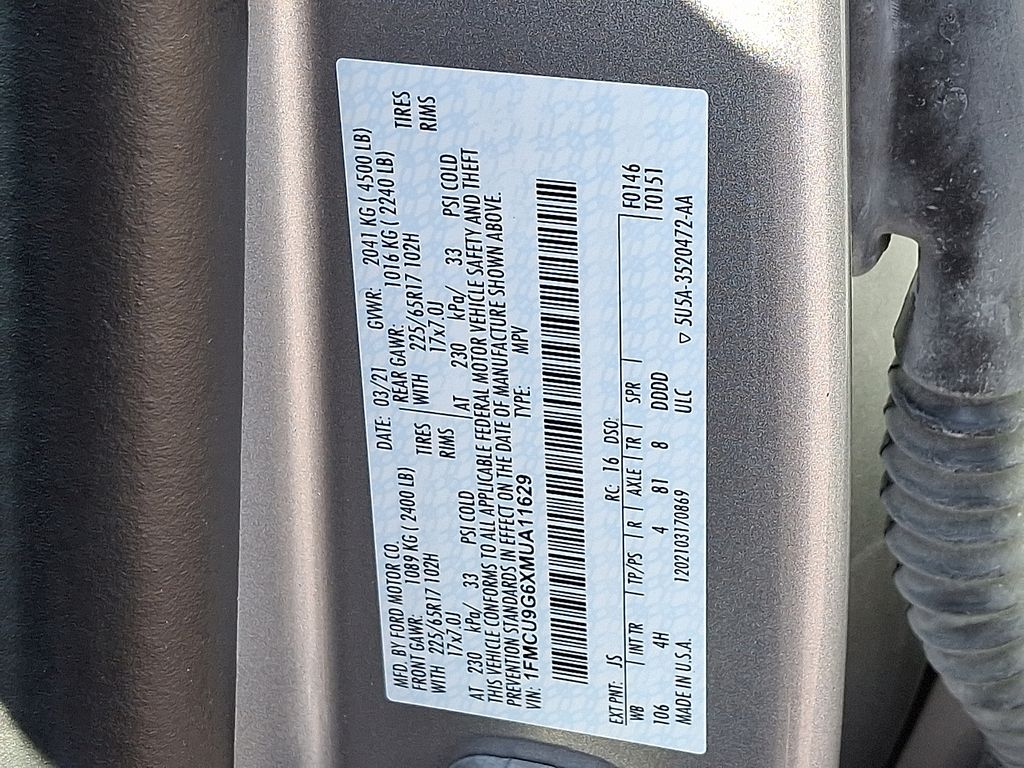 MFD. BY FORD MOTOR CO. DATE: 03/21 GVWR: 2041 KG ( 4500 LB)
FRONT GAWR: 1089 KG ( 2400 LB) REAR GAWR: 1016 KG ( 2240 LB)
WITH 225/65R17 102H TIRES WITH 225/65R17 102H TIRES
17x7.0J RIMS 17x7.0J RIMS
AT 230 kPa/ 33 PSI COLD AT 230 kPa/ 33 PSI COLD
THIS VEHICLE CONFORMS TO ALL APPLICABLE FEDERAL MOTOR VEHICLE SAFETY AND THEFT
PREVENTION STANDARDS IN EFFECT ON THE DATE OF MANUFACTURE SHOWN ABOVE.
VIN: 1FMCU9G6XMUA11629 TYPE: MPV
EXT PNT: JS RC: 16 DSO: F0146
WB INT TR TP/PS R AXLE TR SPR T0151
106 4H 4 81 8 DDDD
MADE IN U.S.A. 1202103170869 ULC ▽ 5U5A-3520472-AA